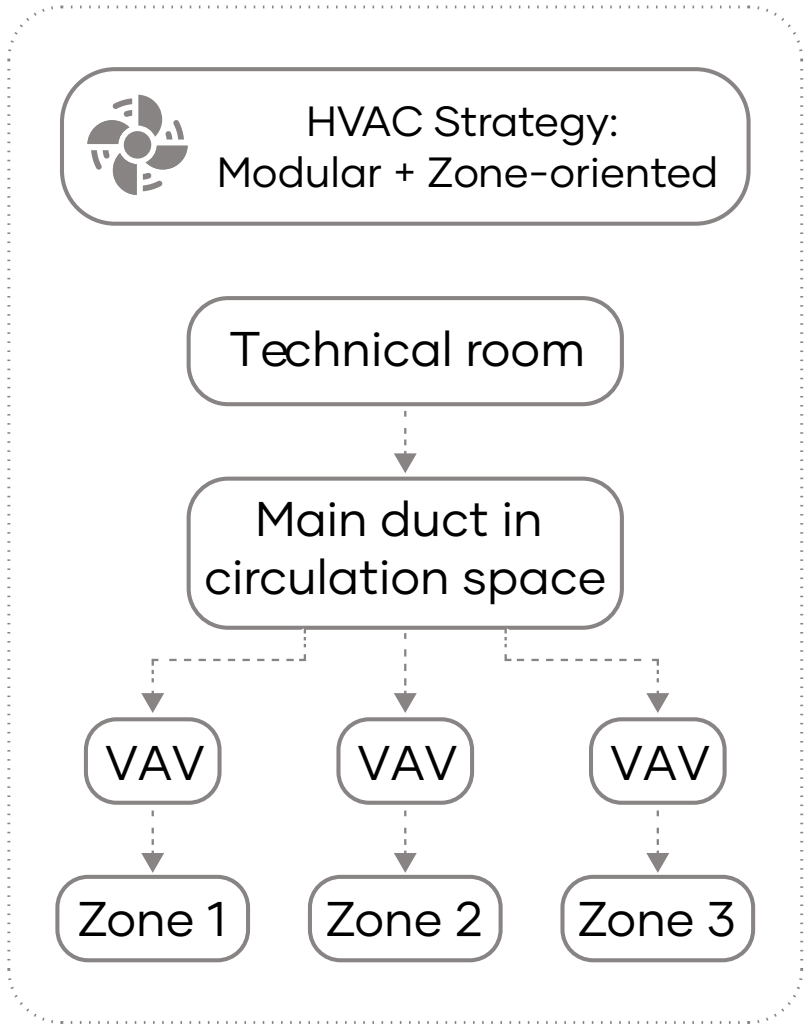 HVAC Strategy:
Modular + Zone-oriented
Technical room
Main duct in
circulation space
VAV
VAV
VAV
Zone 1
Zone 2
Zone 3